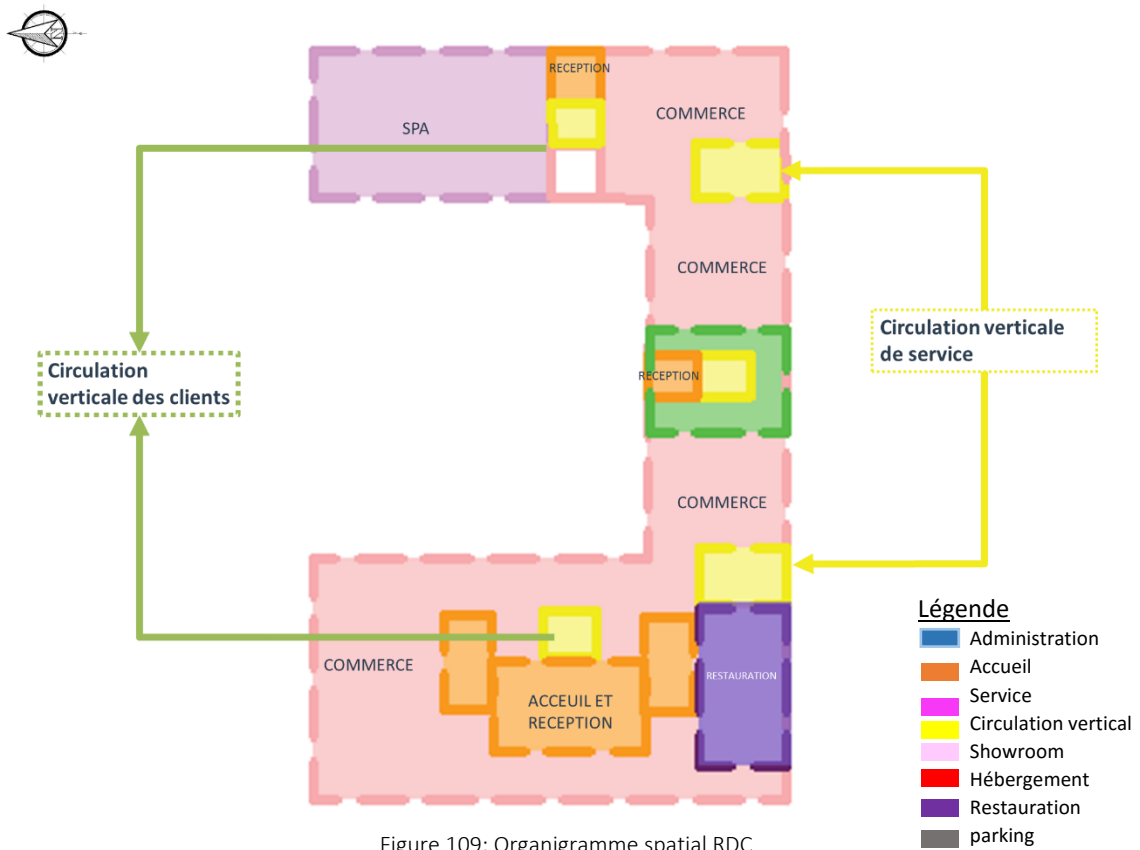 RECEPTION
COMMERCE
SPA
COMMERCE
Circulation verticale
de service
Circulation
verticale des clients
RECEPTION
COMMERCE
Légende
Administration
Accueil
Service
Circulation vertical
Showroom
Hébergement
Restauration
parking
COMMERCE
RESTAURATION
ACCEUIL ET
RECEPTION
Figure 109: Organigramme spatial RDC